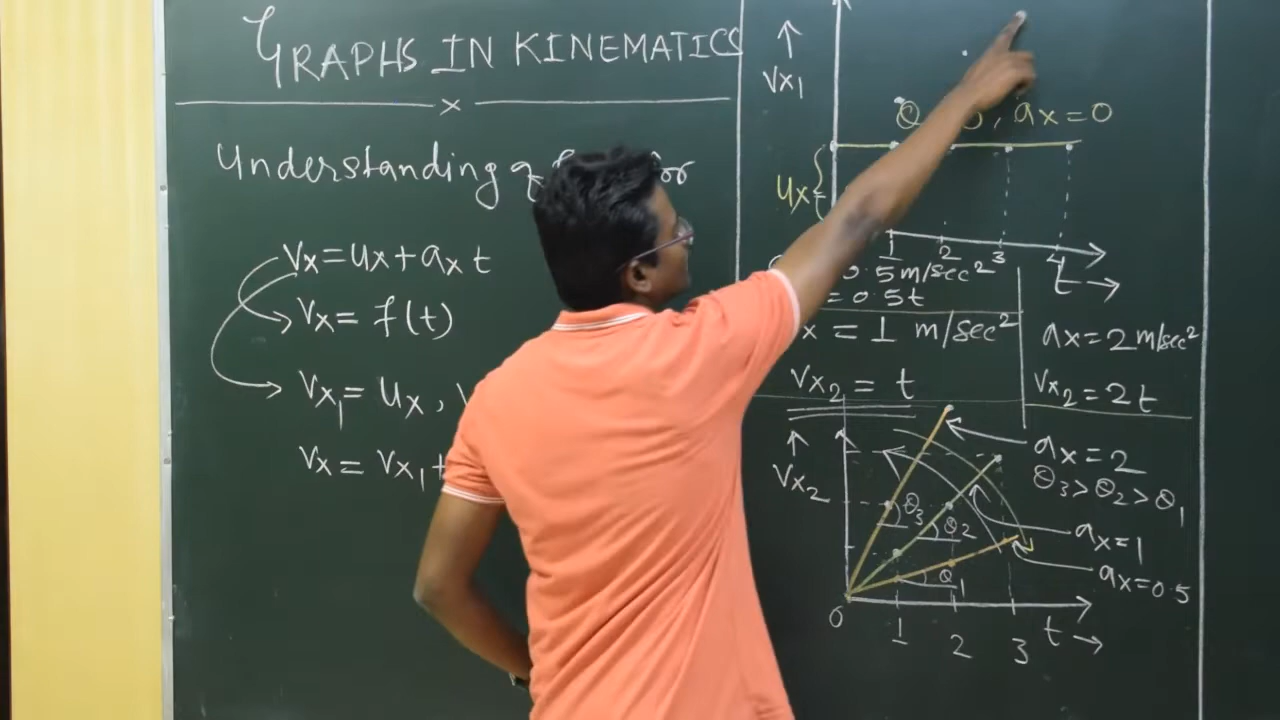 GRAPHS IN KINEMATICS
x
Understanding of
Vx = ux + ax t
Vx = f(t)
Vx1 = ux ,
Vx = Vx1 +
Vx1
, ax = 0
ux
1 2 3 4
t
0.5 m/sec²
= 0.5t
x = 1 m/sec²
Vx2 = t
ax = 2 m/sec²
Vx2 = 2t
Vx2
ax = 2
θ3 > θ2 > θ1
θ3
θ2
θ1
ax = 1
ax = 0.5
0
1 2 3
t